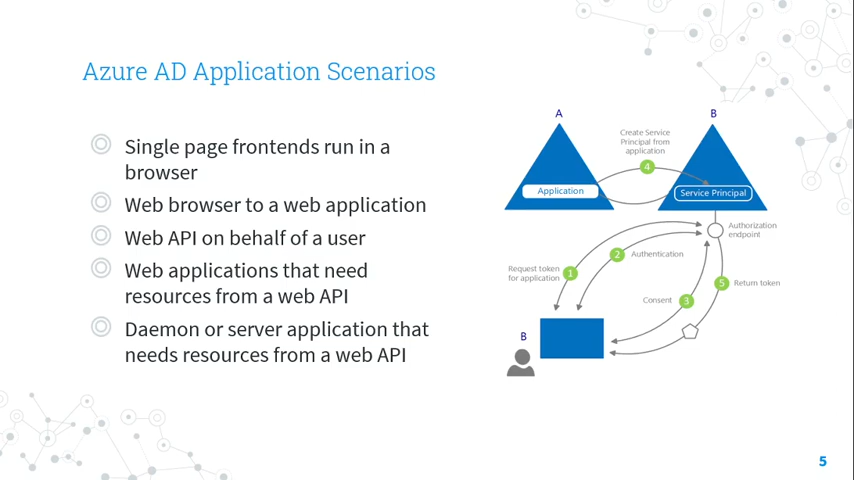 Azure AD Application Scenarios
Single page frontends run in a
browser
Web browser to a web application
Web API on behalf of a user
Web applications that need
resources from a web API
Daemon or server application that
needs resources from a web API
A
B
Create Service
Principal from
application
4
Application
Service Principal
Authorization
endpoint
2
Authentication
Request token
for application
1
5
Return token
Consent
3
B
5